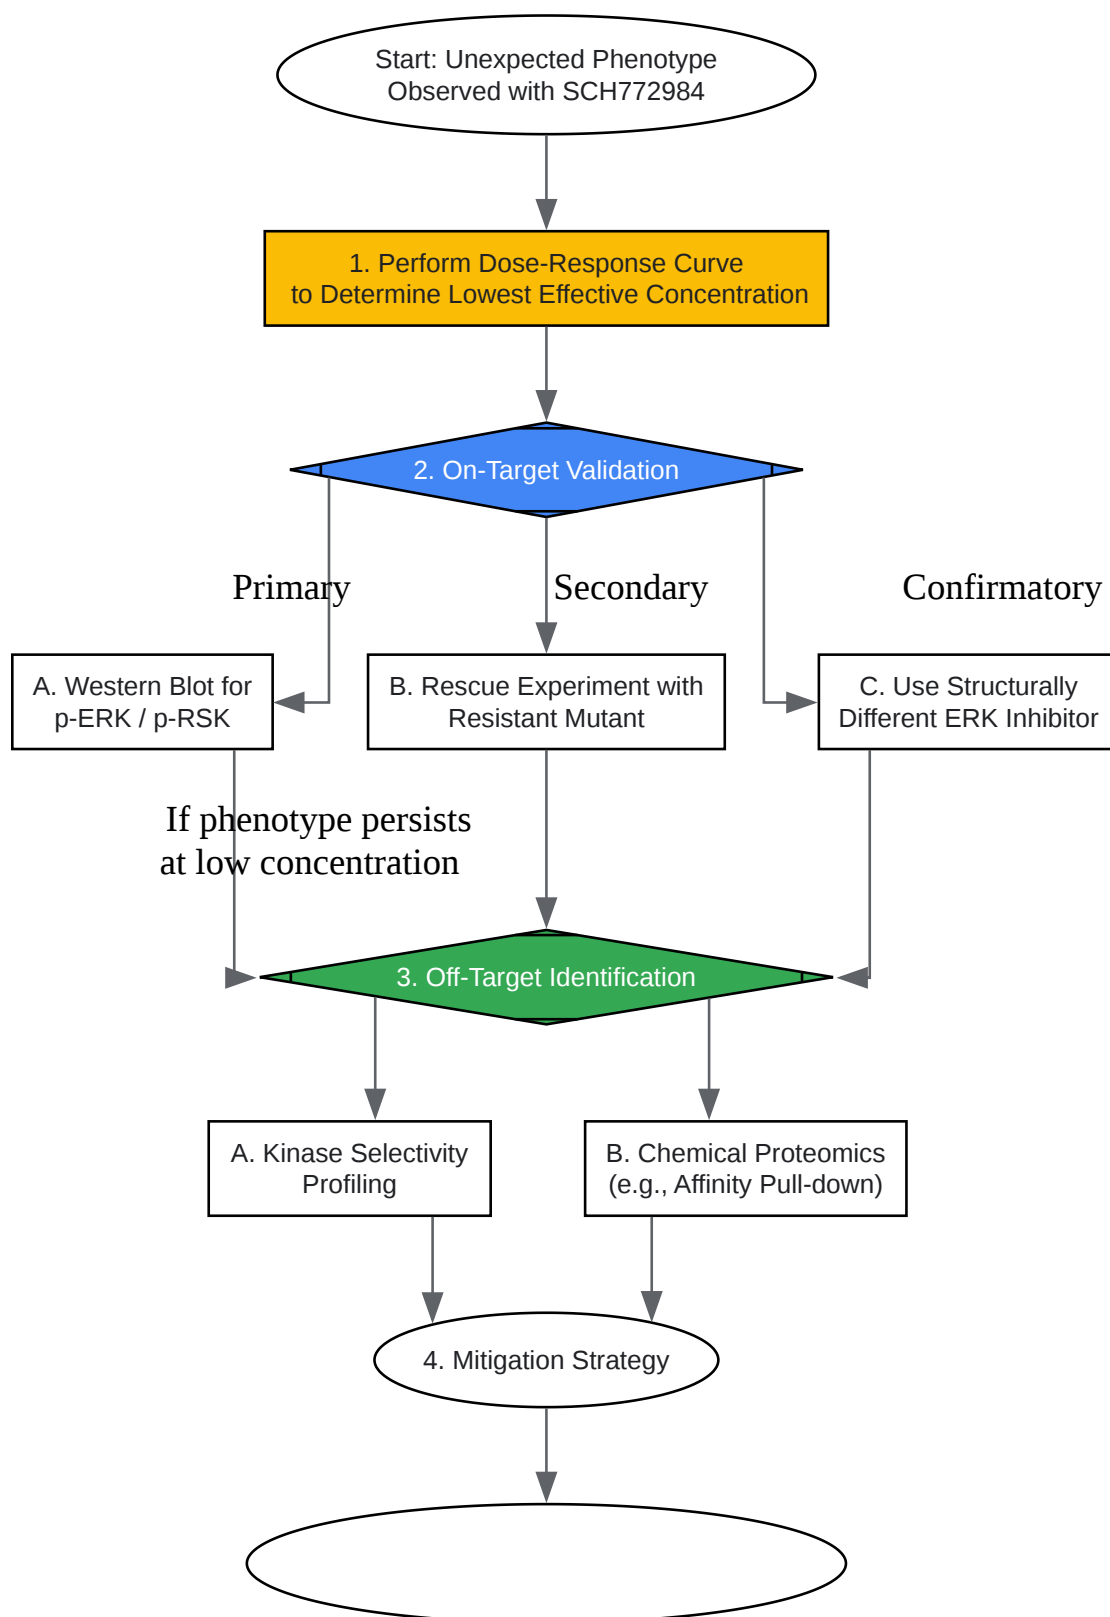 Start: Unexpected Phenotype
Observed with SCH772984
1. Perform Dose-Response Curve
to Determine Lowest Effective Concentration
2. On-Target Validation
Primary
Secondary
Confirmatory
A. Western Blot for
p-ERK / p-RSK
B. Rescue Experiment with
Resistant Mutant
C. Use Structurally
Different ERK Inhibitor
If phenotype persists
at low concentration
3. Off-Target Identification
A. Kinase Selectivity
Profiling
B. Chemical Proteomics
(e.g., Affinity Pull-down)
4. Mitigation Strategy